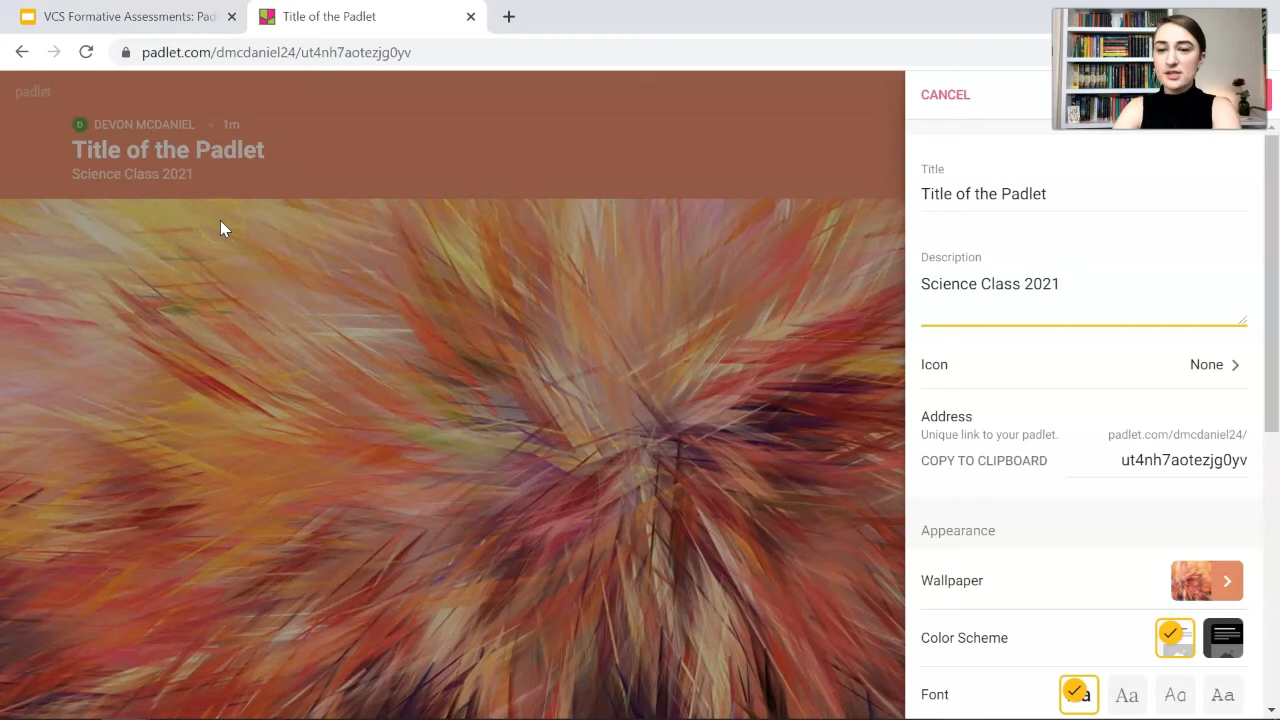 VCS Formative Assessments: Pad
Title of the Padlet
padlet.com/dmcdaniel24/ut4nh7aotezjg0yv
padlet
D DEVON MCDANIEL • 1m
Title of the Padlet
Science Class 2021
CANCEL
Title
Title of the Padlet
Description
Science Class 2021
Icon
None
Address
Unique link to your padlet.
padlet.com/dmcdaniel24/
COPY TO CLIPBOARD
ut4nh7aotezjg0yv
Appearance
Wallpaper
Color Scheme
Font
Aa Aa Aa